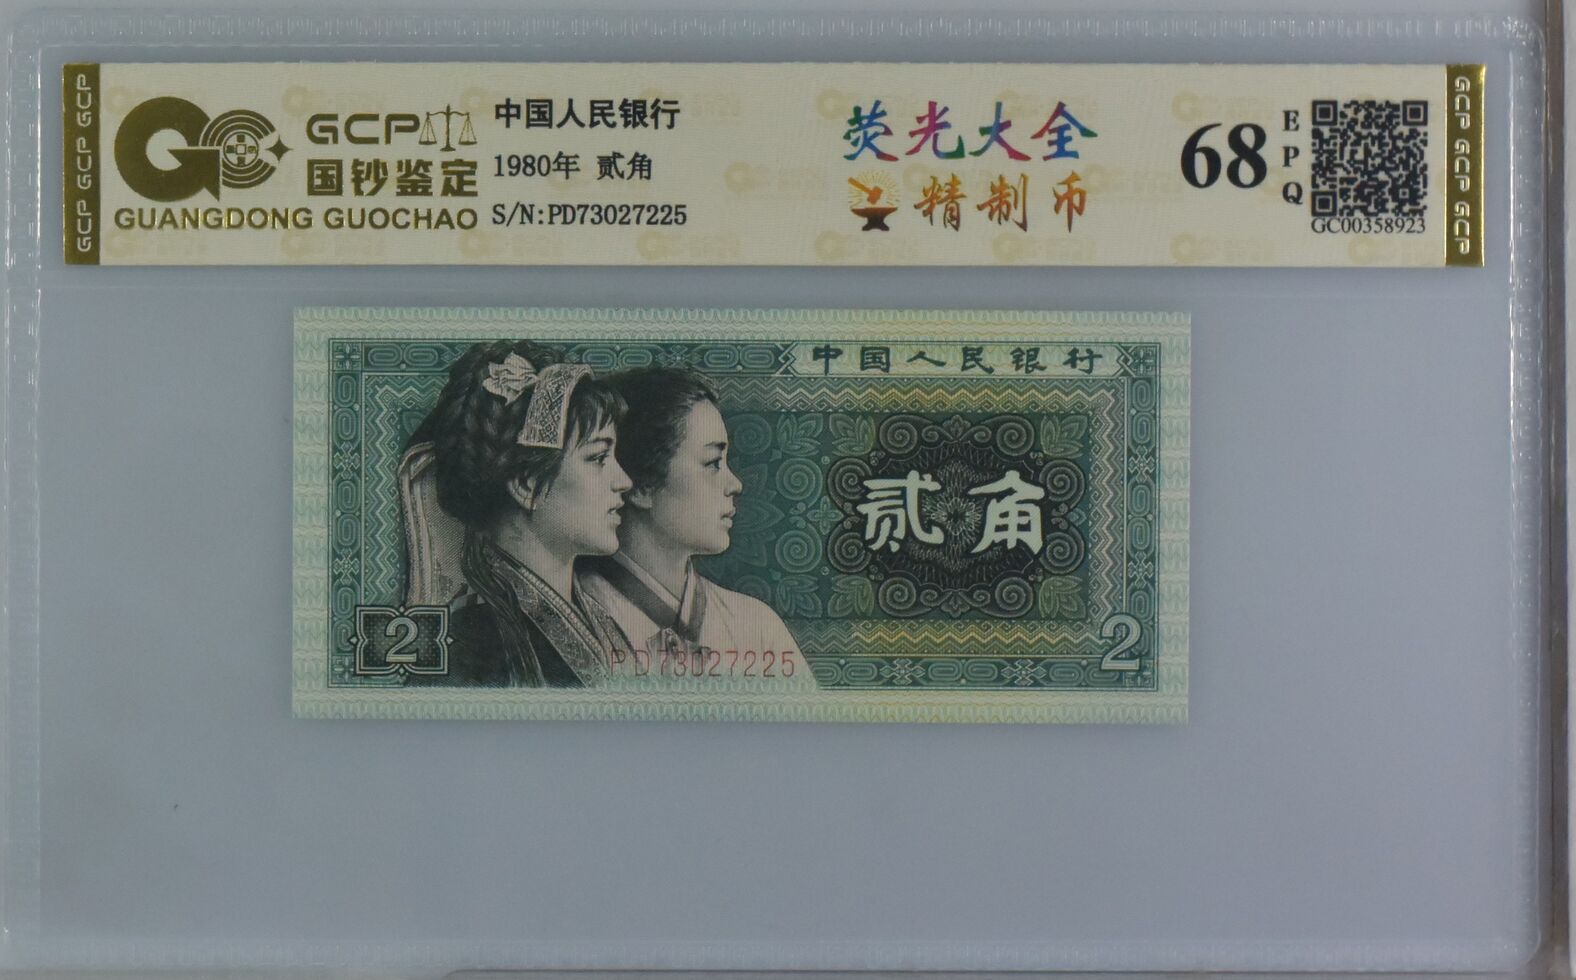 GCP GCP GCP
GCP
国钞鉴定
GUANGDONG GUOCHAO
中国人民银行
1980年 贰角
S/N:PD73027225
荧光大全
精制币
68
EPQ
GC00358923
GCP GCP GCP
中国人民银行
贰角
2
2
PD73027225